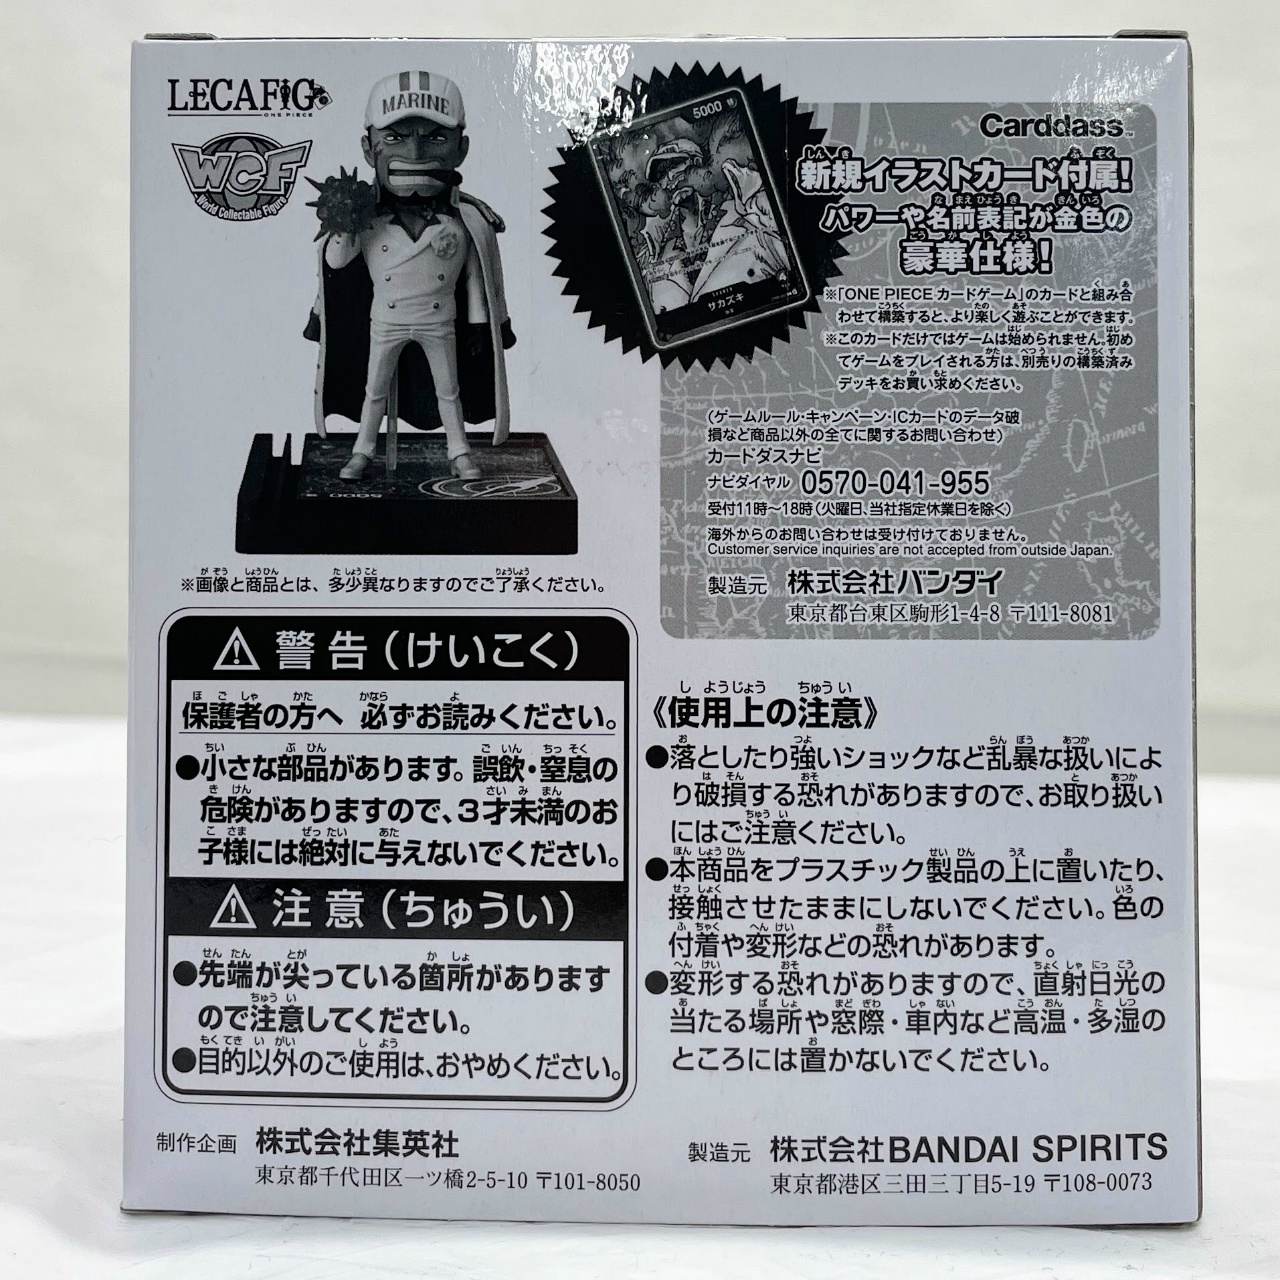 LECAFIG
ONE PIECE
WCF
World Collectable Figure
MARINE
5000
5000
サカズキ
Carddass™
新規イラストカード付属!
パワーや名前表記が金色の
豪華仕様!
※「ONE PIECE カードゲーム」のカードと組み合
わせて構築すると、より楽しく遊ぶことができます。
※このカードだけではゲームは始められません。初め
てゲームをプレイされる方は、別売りの構築済み
デッキをお買い求めください。
(ゲームルール・キャンペーン・ICカードのデータ破
損など商品以外の全てに関するお問い合わせ)
カードダスナビ
ナビダイヤル 0570-041-955
受付11時~18時(火曜日、当社指定休業日を除く)
海外からのお問い合わせは受け付けておりません。
Customer service inquiries are not accepted from outside Japan.
製造元 株式会社バンダイ
東京都台東区駒形1-4-8 〒111-8081
※画像と商品とは、多少異なりますのでご了承ください。
警告(けいこく)
保護者の方へ 必ずお読みください。
●小さな部品があります。誤飲・窒息の
危険がありますので、3才未満のお
子様には絶対に与えないでください。
注意(ちゅうい)
●先端が尖っている箇所があります
ので注意してください。
●目的以外のご使用は、おやめください。
《使用上の注意》
●落としたり強いショックなど乱暴な扱いによ
り破損する恐れがありますので、お取り扱い
にはご注意ください。
●本商品をプラスチック製品の上に置いたり、
接触させたままにしないでください。色の
付着や変形などの恐れがあります。
●変形する恐れがありますので、直射日光の
当たる場所や窓際・車内など高温・多湿の
ところには置かないでください。
制作企画 株式会社集英社
東京都千代田区一ツ橋2-5-10 〒101-8050
製造元 株式会社BANDAI SPIRITS
東京都港区三田三丁目5-19 〒108-0073